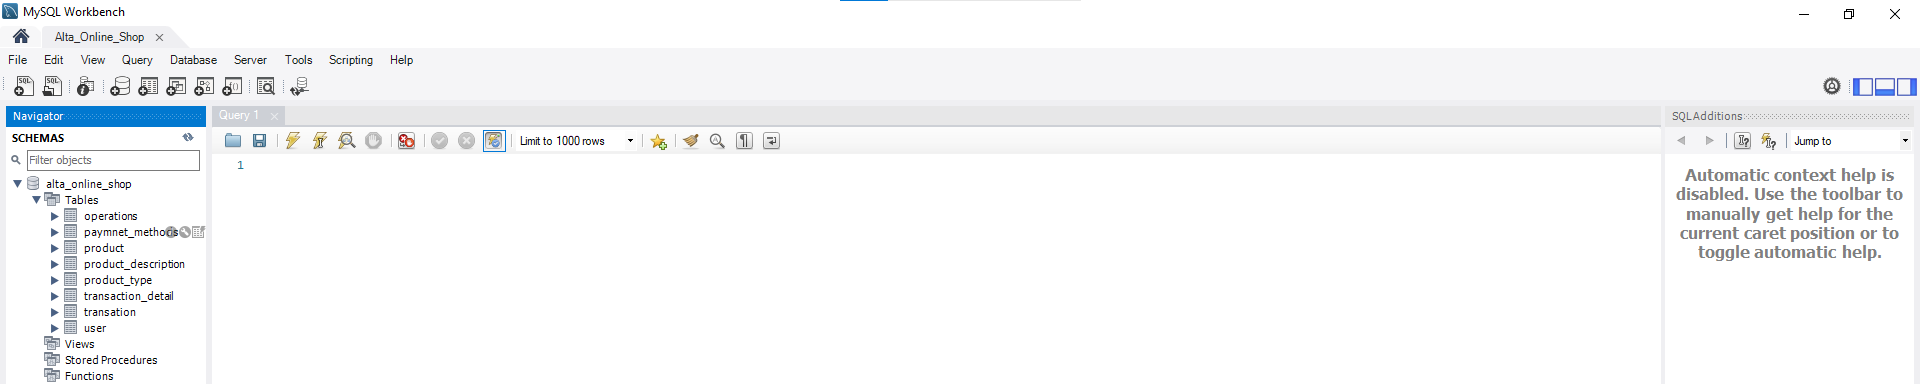 MySQL Workbench
Alta_Online_Shop
File Edit View Query Database Server Tools Scripting Help
Navigator
SCHEMAS
Filter objects
alta_online_shop
Tables
operations
paymnet_methods
product
product_description
product_type
transaction_detail
transation
user
Views
Stored Procedures
Functions
Query 1
Limit to 1000 rows
1
SQLAdditions
Jump to
Automatic context help is
disabled. Use the toolbar to
manually get help for the
current caret position or to
toggle automatic help.